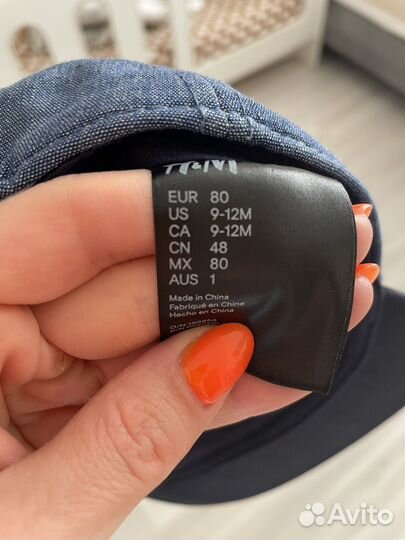 H&M
EUR 80
US 9-12M
CA 9-12M
CN 48
MX 80
AUS 1
Made in China
Fabriqué en Chine
Hecho en China
Avito